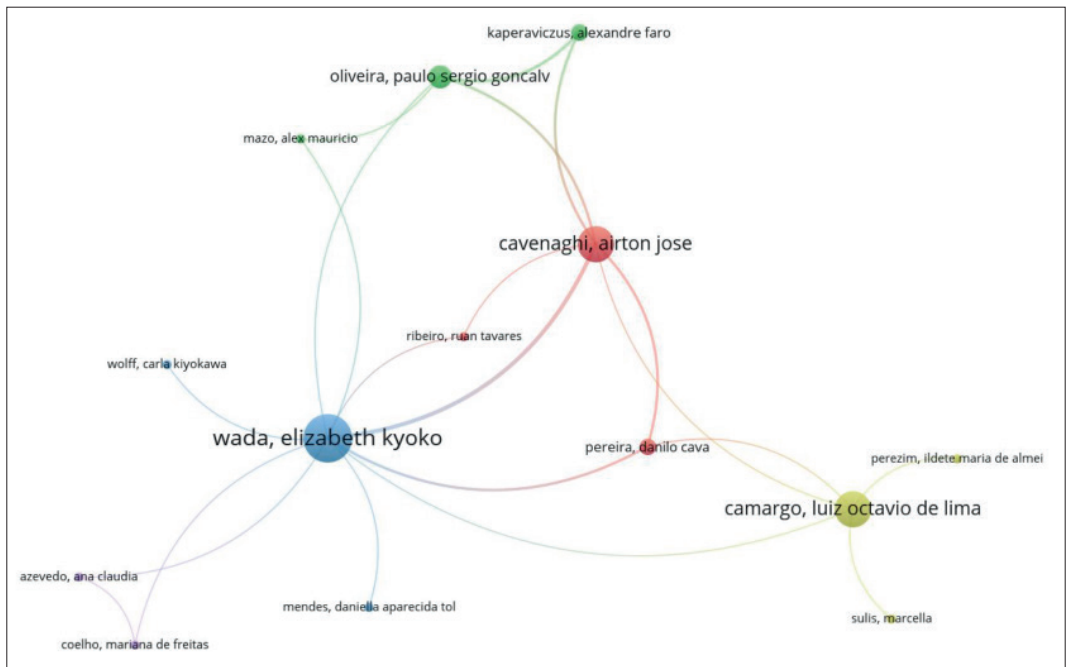 kaperaviczus, alexandre faro
oliveira, paulo sergio goncalv
mazo, alex mauricio
cavenaghi, airton jose
ribeiro, ruan tavares
wolff, carla kiyokawa
wada, elizabeth kyoko
pereira, danilo cava
perezim, ildete maria de almei
camargo, luiz octavio de lima
azevedo, ana claudia
mendes, daniella aparecida tol
sulis, marcella
coelho, mariana de freitas